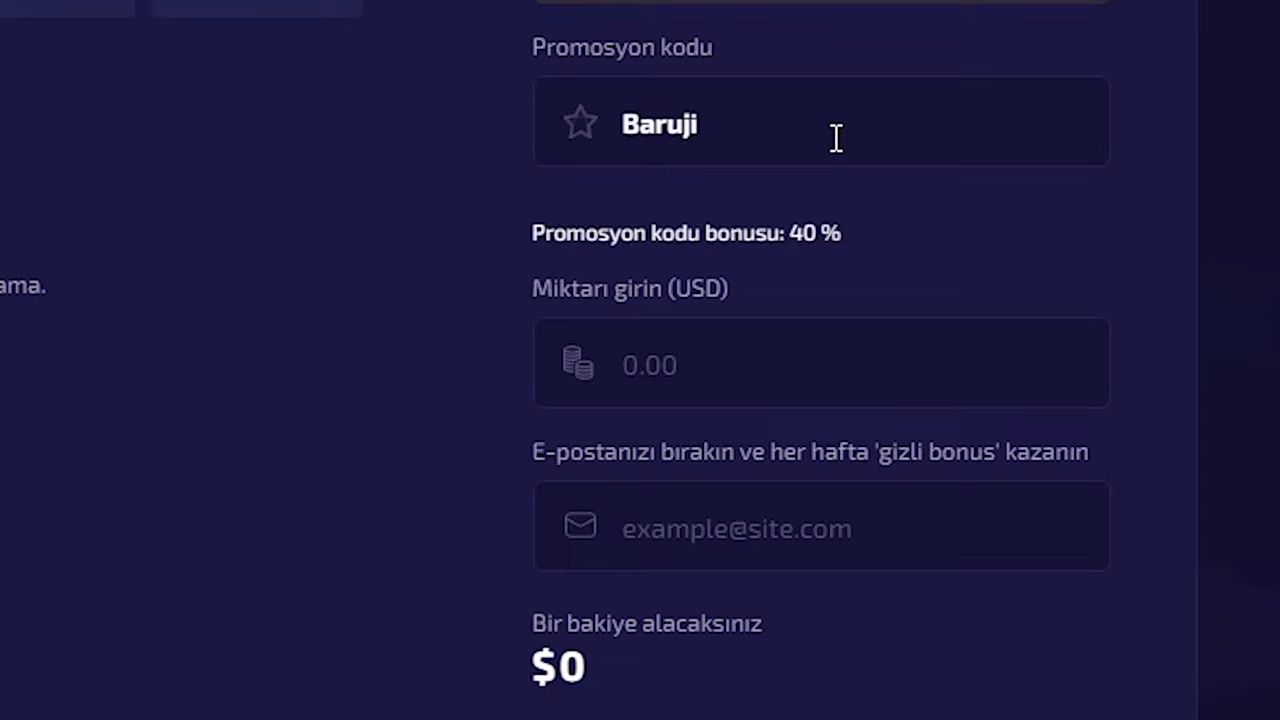 Promosyon kodu
Baruji
Promosyon kodu bonusu: 40 %
ama.
Miktarı girin (USD)
0.00
E-postanızı bırakın ve her hafta 'gizli bonus' kazanın
example@site.com
Bir bakiye alacaksınız
$0